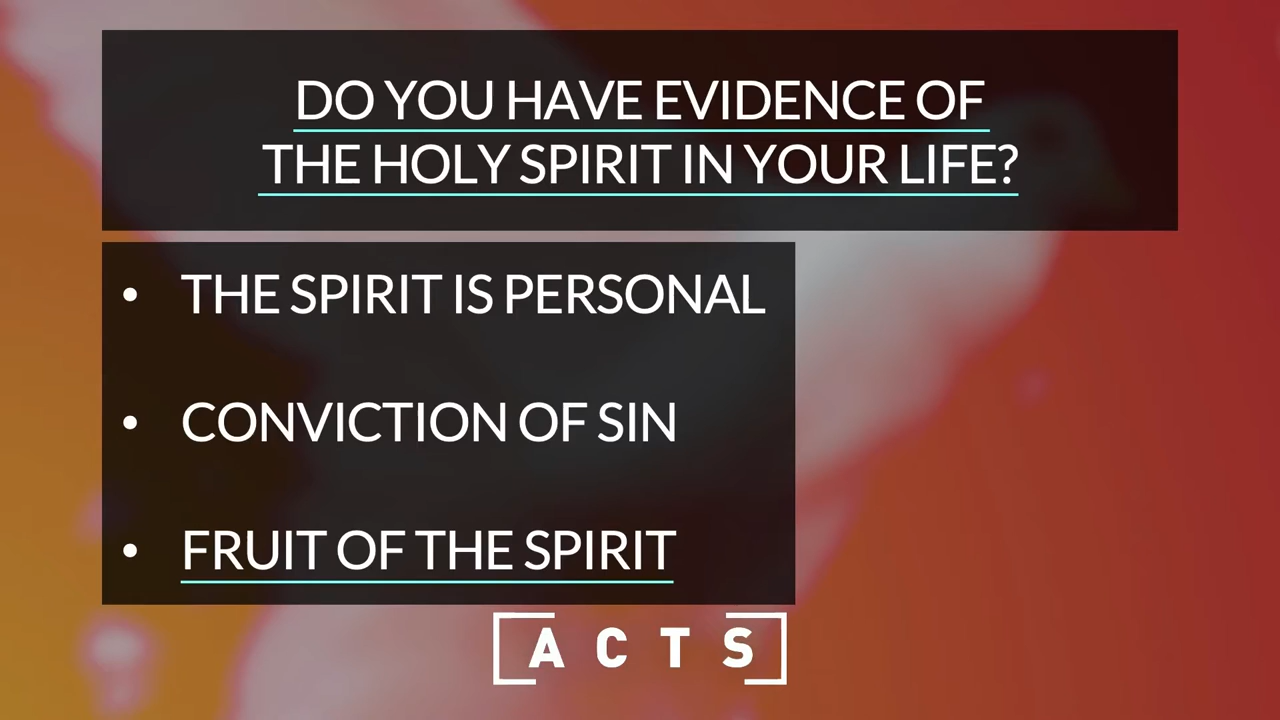 DO YOU HAVE EVIDENCE OF
THE HOLY SPIRIT IN YOUR LIFE?
• THE SPIRIT IS PERSONAL
• CONVICTION OF SIN
• FRUIT OF THE SPIRIT
[ACTS]